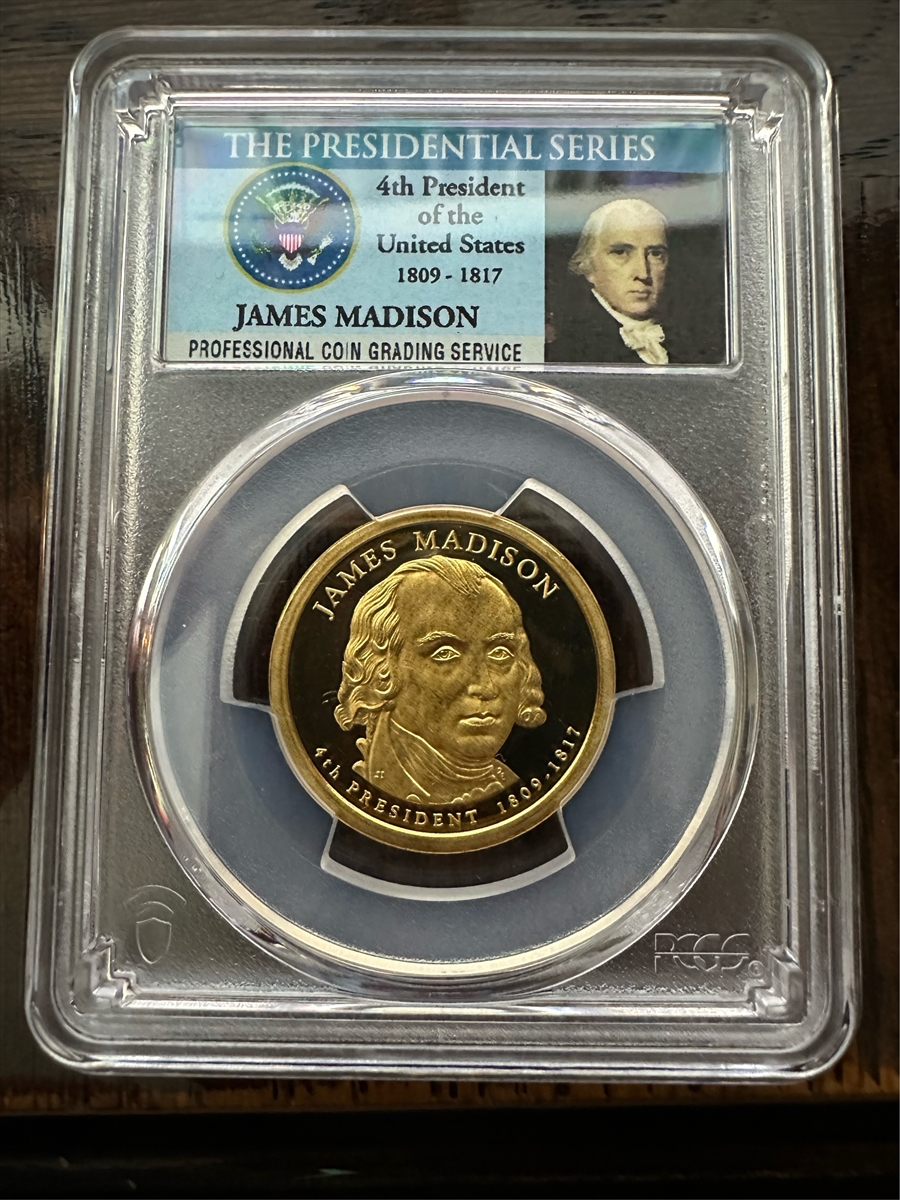 THE PRESIDENTIAL SERIES
4th President
of the
United States
1809 - 1817
JAMES MADISON
PROFESSIONAL COIN GRADING SERVICE
JAMES MADISON
4th PRESIDENT 1809-1817
PCGS